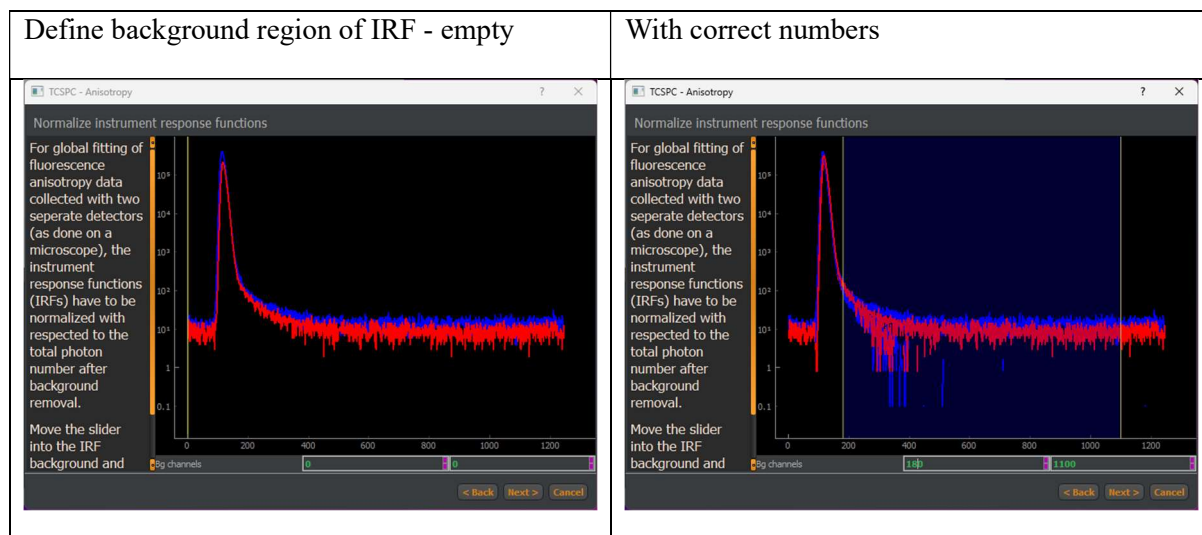 Define background region of IRF - empty
With correct numbers
TCSPC - Anisotropy
? ×
Normalize instrument response functions
For global fitting of
fluorescence
anisotropy data
collected with two
seperate detectors
(as done on a
microscope), the
instrument
response functions
(IRFs) have to be
normalized with
respected to the
total photon
number after
background
removal.
Move the slider
into the IRF
background and
10⁵
10⁴
10³
10²
10¹
1
0.1
0 200 400 600 800 1000 1200
Bg channels 0 0
< Back Next > Cancel
TCSPC - Anisotropy
? ×
Normalize instrument response functions
For global fitting of
fluorescence
anisotropy data
collected with two
seperate detectors
(as done on a
microscope), the
instrument
response functions
(IRFs) have to be
normalized with
respected to the
total photon
number after
background
removal.
Move the slider
into the IRF
background and
10⁵
10⁴
10³
10²
10¹
1
0.1
0 200 400 600 800 1000 1200
Bg channels 180 1100
< Back Next > Cancel